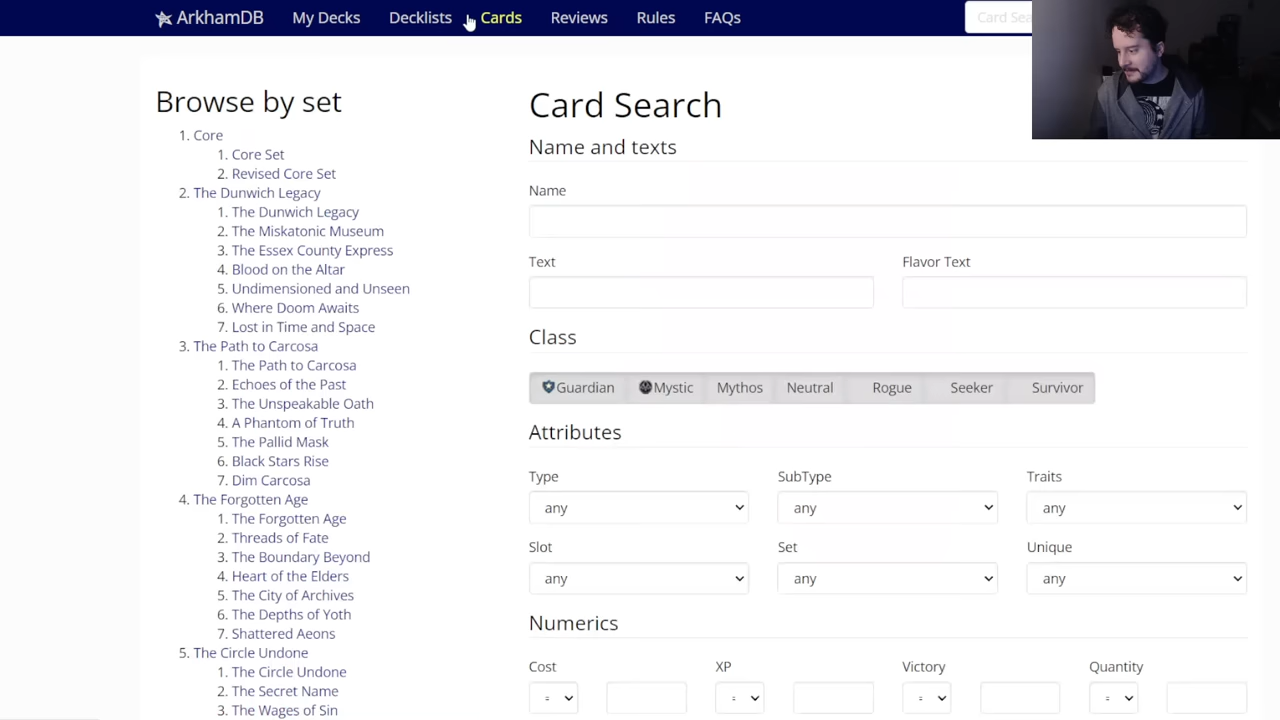 ArkhamDB My Decks Decklists Cards Reviews Rules FAQs Card Sea
Browse by set
1. Core
1. Core Set
2. Revised Core Set
2. The Dunwich Legacy
1. The Dunwich Legacy
2. The Miskatonic Museum
3. The Essex County Express
4. Blood on the Altar
5. Undimensioned and Unseen
6. Where Doom Awaits
7. Lost in Time and Space
3. The Path to Carcosa
1. The Path to Carcosa
2. Echoes of the Past
3. The Unspeakable Oath
4. A Phantom of Truth
5. The Pallid Mask
6. Black Stars Rise
7. Dim Carcosa
4. The Forgotten Age
1. The Forgotten Age
2. Threads of Fate
3. The Boundary Beyond
4. Heart of the Elders
5. The City of Archives
6. The Depths of Yoth
7. Shattered Aeons
5. The Circle Undone
1. The Circle Undone
2. The Secret Name
3. The Wages of Sin
Card Search
Name and texts
Name
Text Flavor Text
Class
Guardian Mystic Mythos Neutral Rogue Seeker Survivor
Attributes
Type SubType Traits
any any any
Slot Set Unique
any any any
Numerics
Cost XP Victory Quantity
= = = =